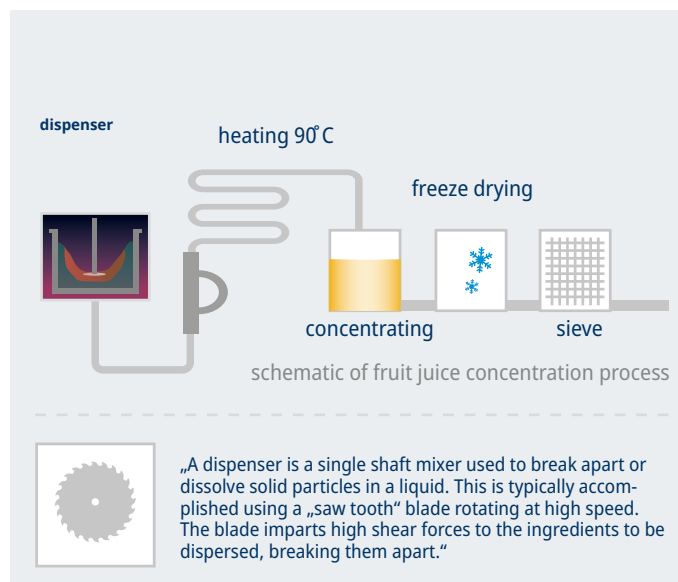 dispenser
heating 90°C
freeze drying
concentrating
sieve
schematic of fruit juice concentration process
„A dispenser is a single shaft mixer used to break apart or
dissolve solid particles in a liquid. This is typically accom-
plished using a „saw tooth“ blade rotating at high speed.
The blade imparts high shear forces to the ingredients to be
dispersed, breaking them apart.“